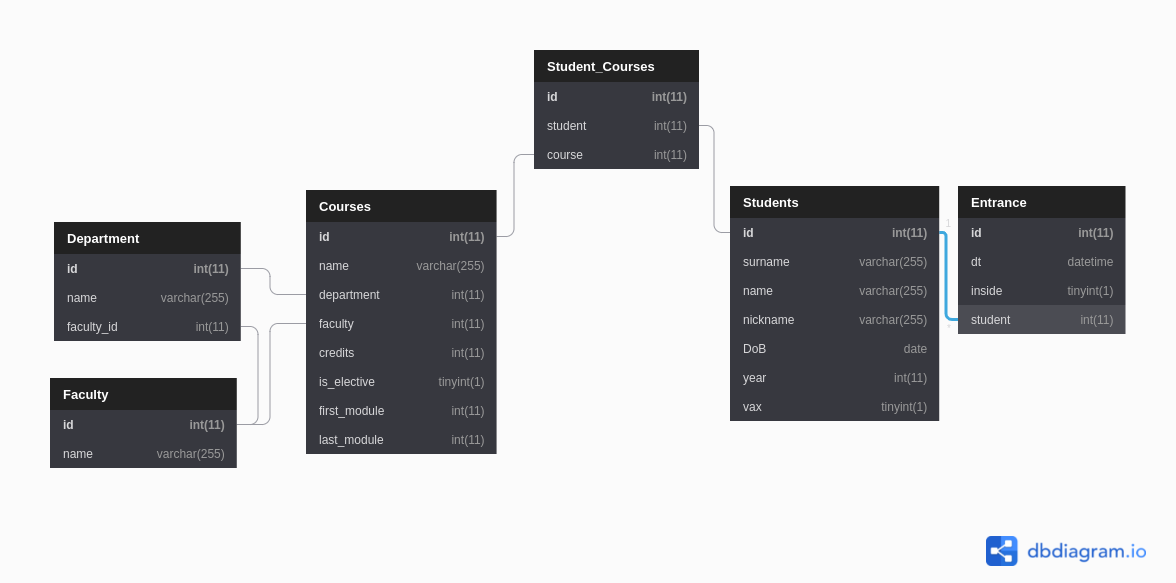 Student_Courses
id int(11)
student int(11)
course int(11)
Courses
id int(11)
name varchar(255)
department int(11)
faculty int(11)
credits int(11)
is_elective tinyint(1)
first_module int(11)
last_module int(11)
Department
id int(11)
name varchar(255)
faculty_id int(11)
Faculty
id int(11)
name varchar(255)
Students
id int(11)
surname varchar(255)
name varchar(255)
nickname varchar(255)
DoB date
year int(11)
vax tinyint(1)
1
*
Entrance
id int(11)
dt datetime
inside tinyint(1)
student int(11)
dbdiagram.io